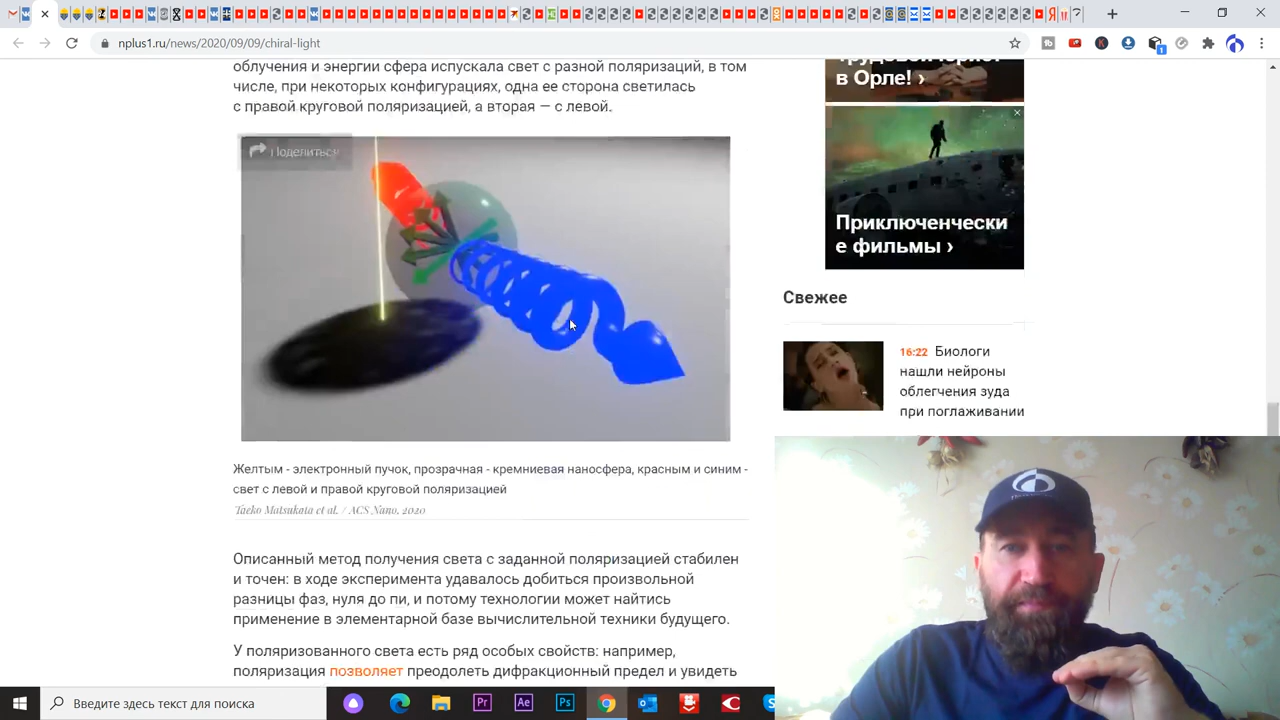 nplus1.ru/news/2020/09/09/chiral-light
1
облучения и энергии сфера испускала свет с разной поляризаций, в том
числе, при некоторых конфигурациях, одна ее сторона светилась
с правой круговой поляризацией, а вторая — с левой.
Поделиться
Желтым - электронный пучок, прозрачная - кремниевая наносфера, красным и синим -
свет с левой и правой круговой поляризацией
Taeko Matsukata et al. / ACS Nano, 2020
Описанный метод получения света с заданной поляризацией стабилен
и точен: в ходе эксперимента удавалось добиться произвольной
разницы фаз, нуля до пи, и потому технологии может найтись
применение в элементарной базе вычислительной техники будущего.
У поляризованного света есть ряд особых свойств: например,
поляризация позволяет преодолеть дифракционный предел и увидеть
в Орле! ›
Приключенчески
е фильмы ›
Свежее
16:22 Биологи
нашли нейроны
облегчения зуда
при поглаживании
Введите здесь текст для поиска
Pr
Ae
Ps